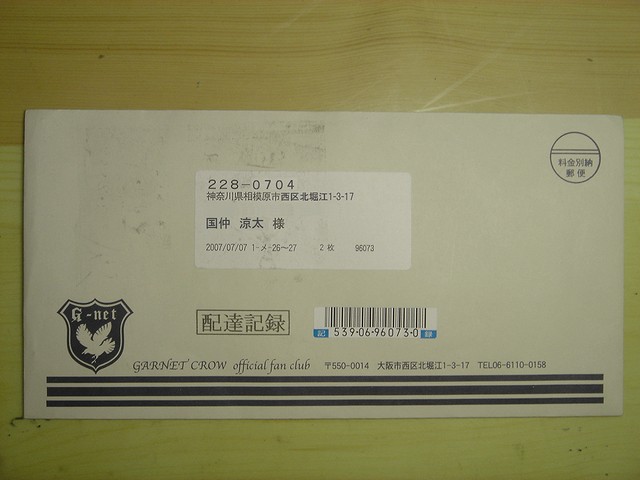 料金別納
郵便
228-0704
神奈川県相模原市西区北堀江1-3-17
国仲 涼太 様
2007/07/07 1-メ-26～27 2枚 96073
G-net
配達記録
記 539-06-96073-0 録
GARNET CROW official fan club 〒550-0014 大阪市西区北堀江1-3-17 TEL06-6110-0158